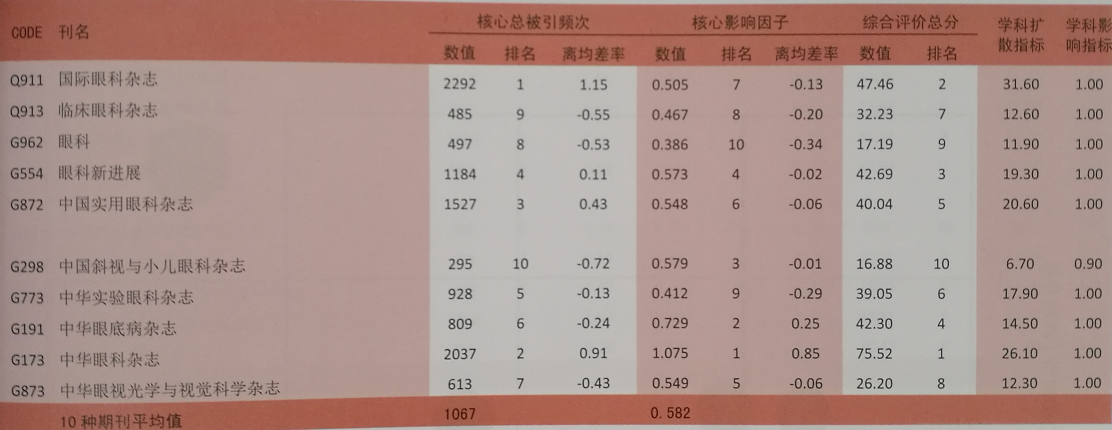 CODE 刊名 核心总被引频次 核心影响因子 综合评价总分 学科扩散指标 学科影响指标
数值 排名 离均差率 数值 排名 离均差率 数值 排名
Q911 国际眼科杂志 2292 1 1.15 0.505 7 -0.13 47.46 2 31.60 1.00
Q913 临床眼科杂志 485 9 -0.55 0.467 8 -0.20 32.23 7 12.60 1.00
G962 眼科 497 8 -0.53 0.386 10 -0.34 17.19 9 11.90 1.00
G554 眼科新进展 1184 4 0.11 0.573 4 -0.02 42.69 3 19.30 1.00
G872 中国实用眼科杂志 1527 3 0.43 0.548 6 -0.06 40.04 5 20.60 1.00
G298 中国斜视与小儿眼科杂志 295 10 -0.72 0.579 3 -0.01 16.88 10 6.70 0.90
G773 中华实验眼科杂志 928 5 -0.13 0.412 9 -0.29 39.05 6 17.90 1.00
G191 中华眼底病杂志 809 6 -0.24 0.729 2 0.25 42.30 4 14.50 1.00
G173 中华眼科杂志 2037 2 0.91 1.075 1 0.85 75.52 1 26.10 1.00
G873 中华眼视光学与视觉科学杂志 613 7 -0.43 0.549 5 -0.06 26.20 8 12.30 1.00
10种期刊平均值 1067 0.582